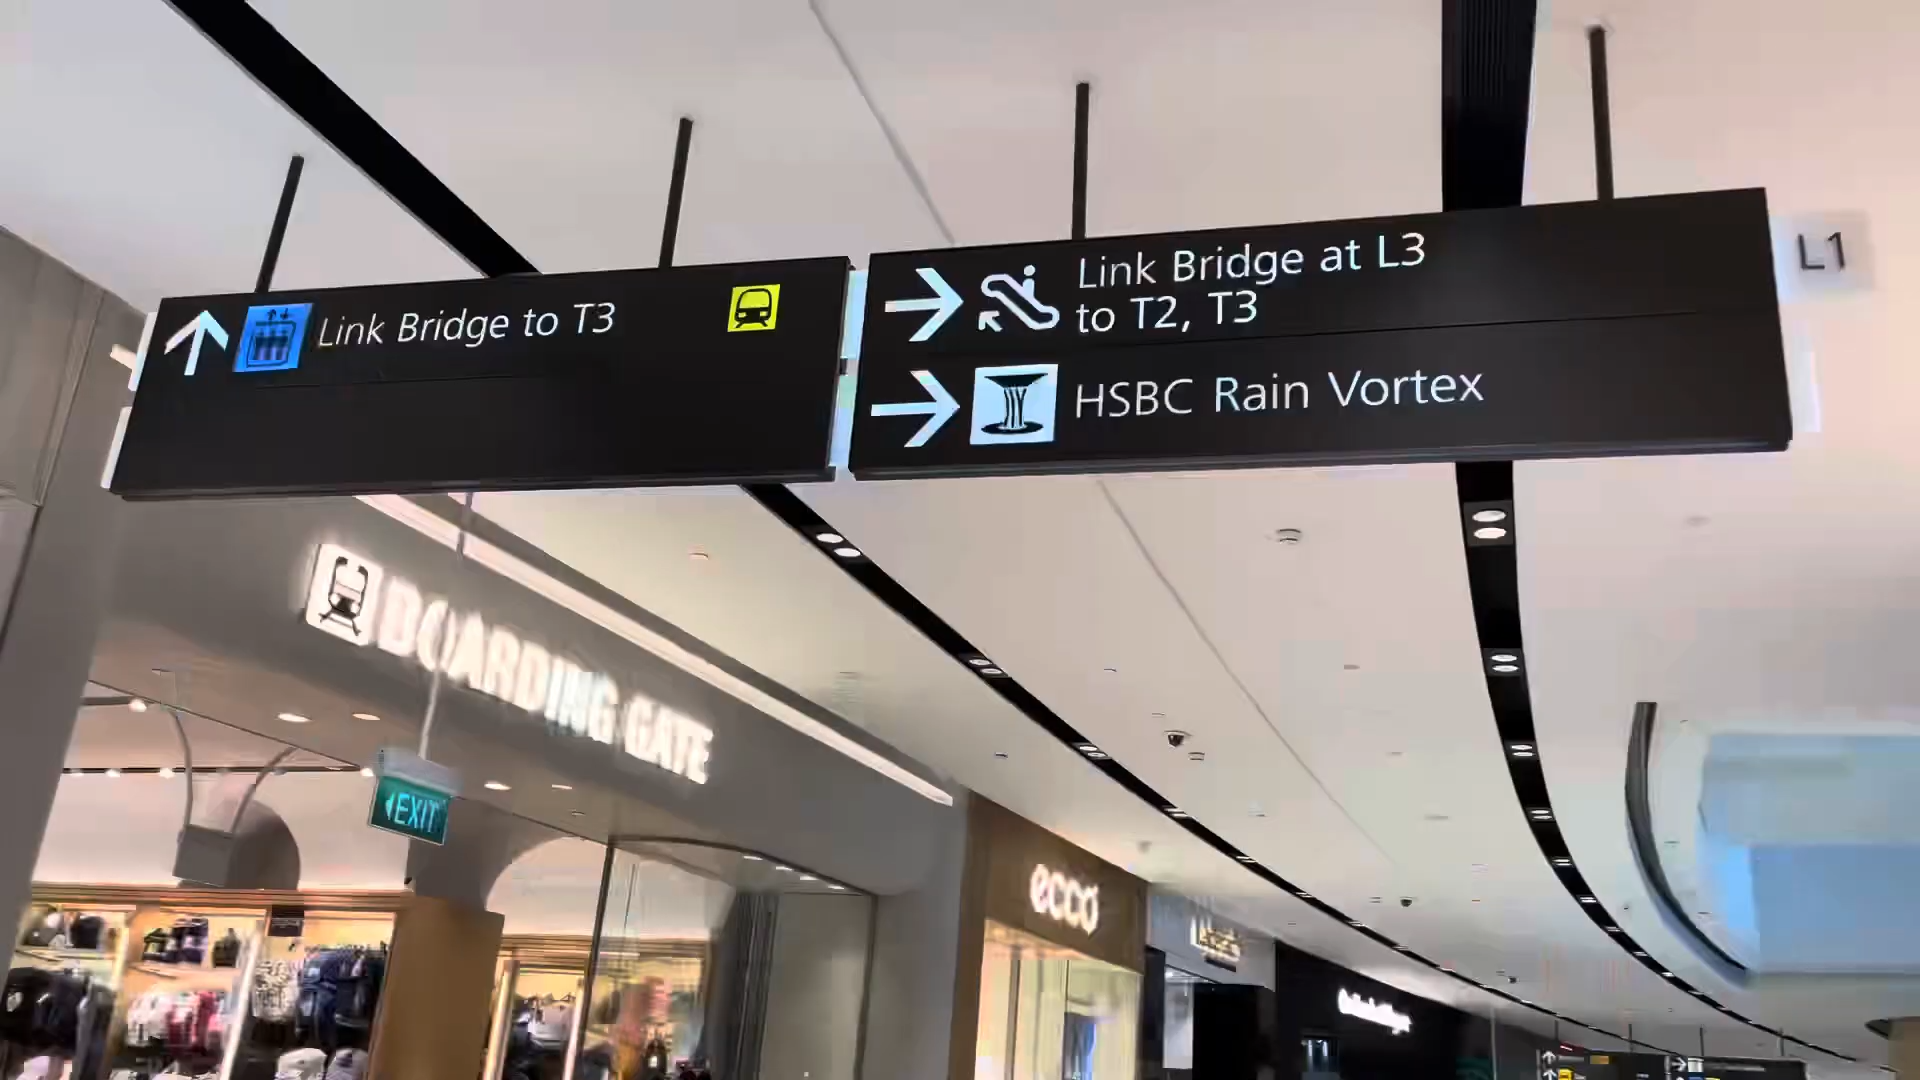 Link Bridge to T3
Link Bridge at L3
to T2, T3
HSBC Rain Vortex
L1
BOARDING GATE
EXIT
ecco